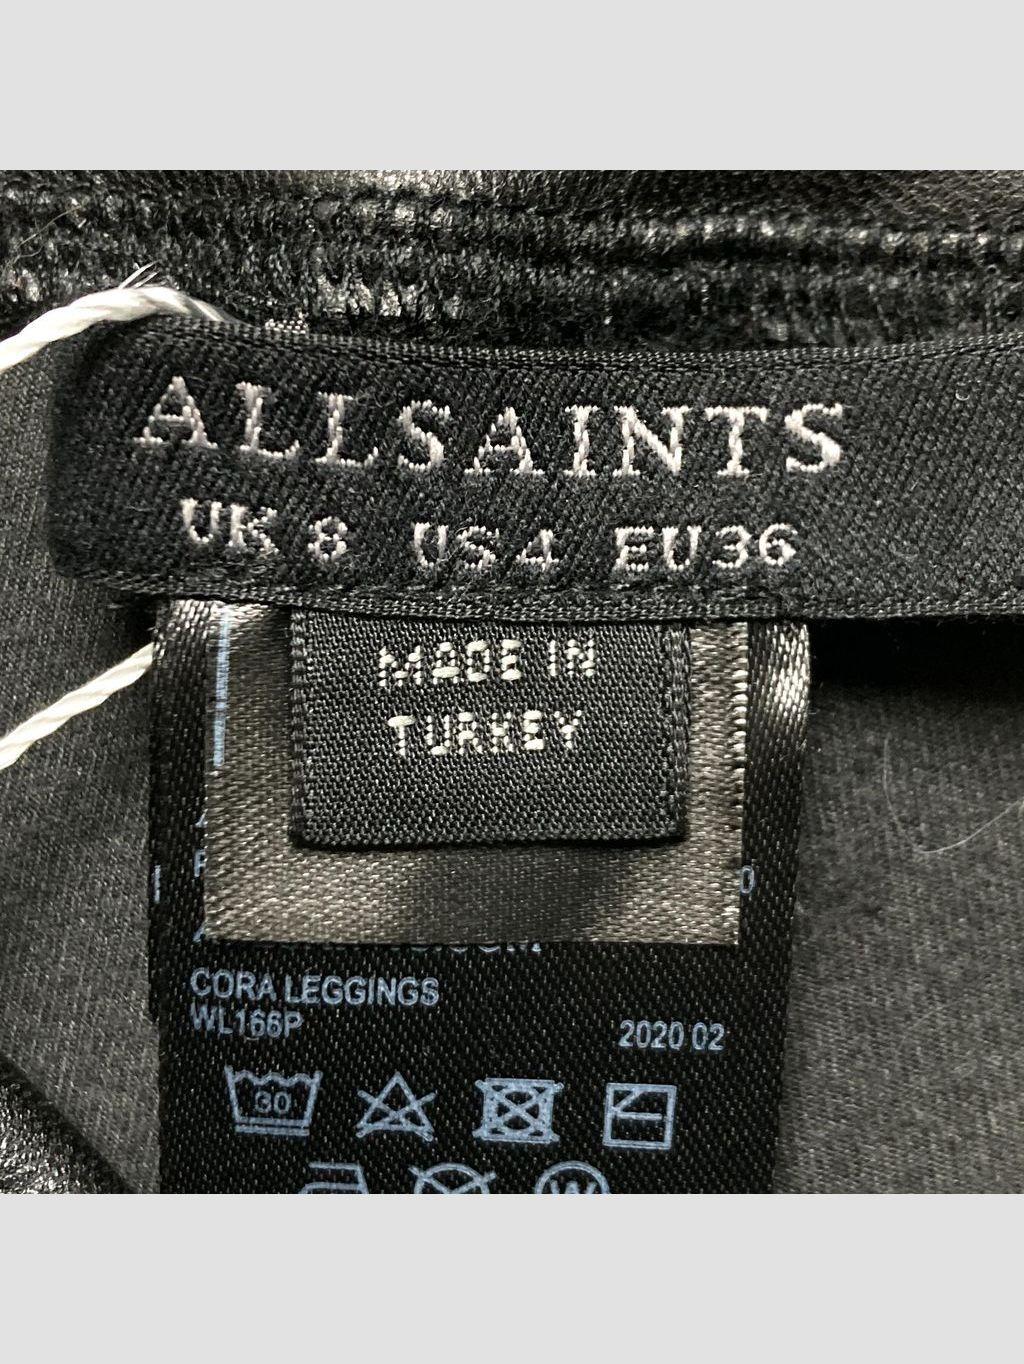 ALLSAINTS
UK 8 US 4 EU36
MADE IN
TURKEY
CORA LEGGINGS
WL166P
2020 02
30
W